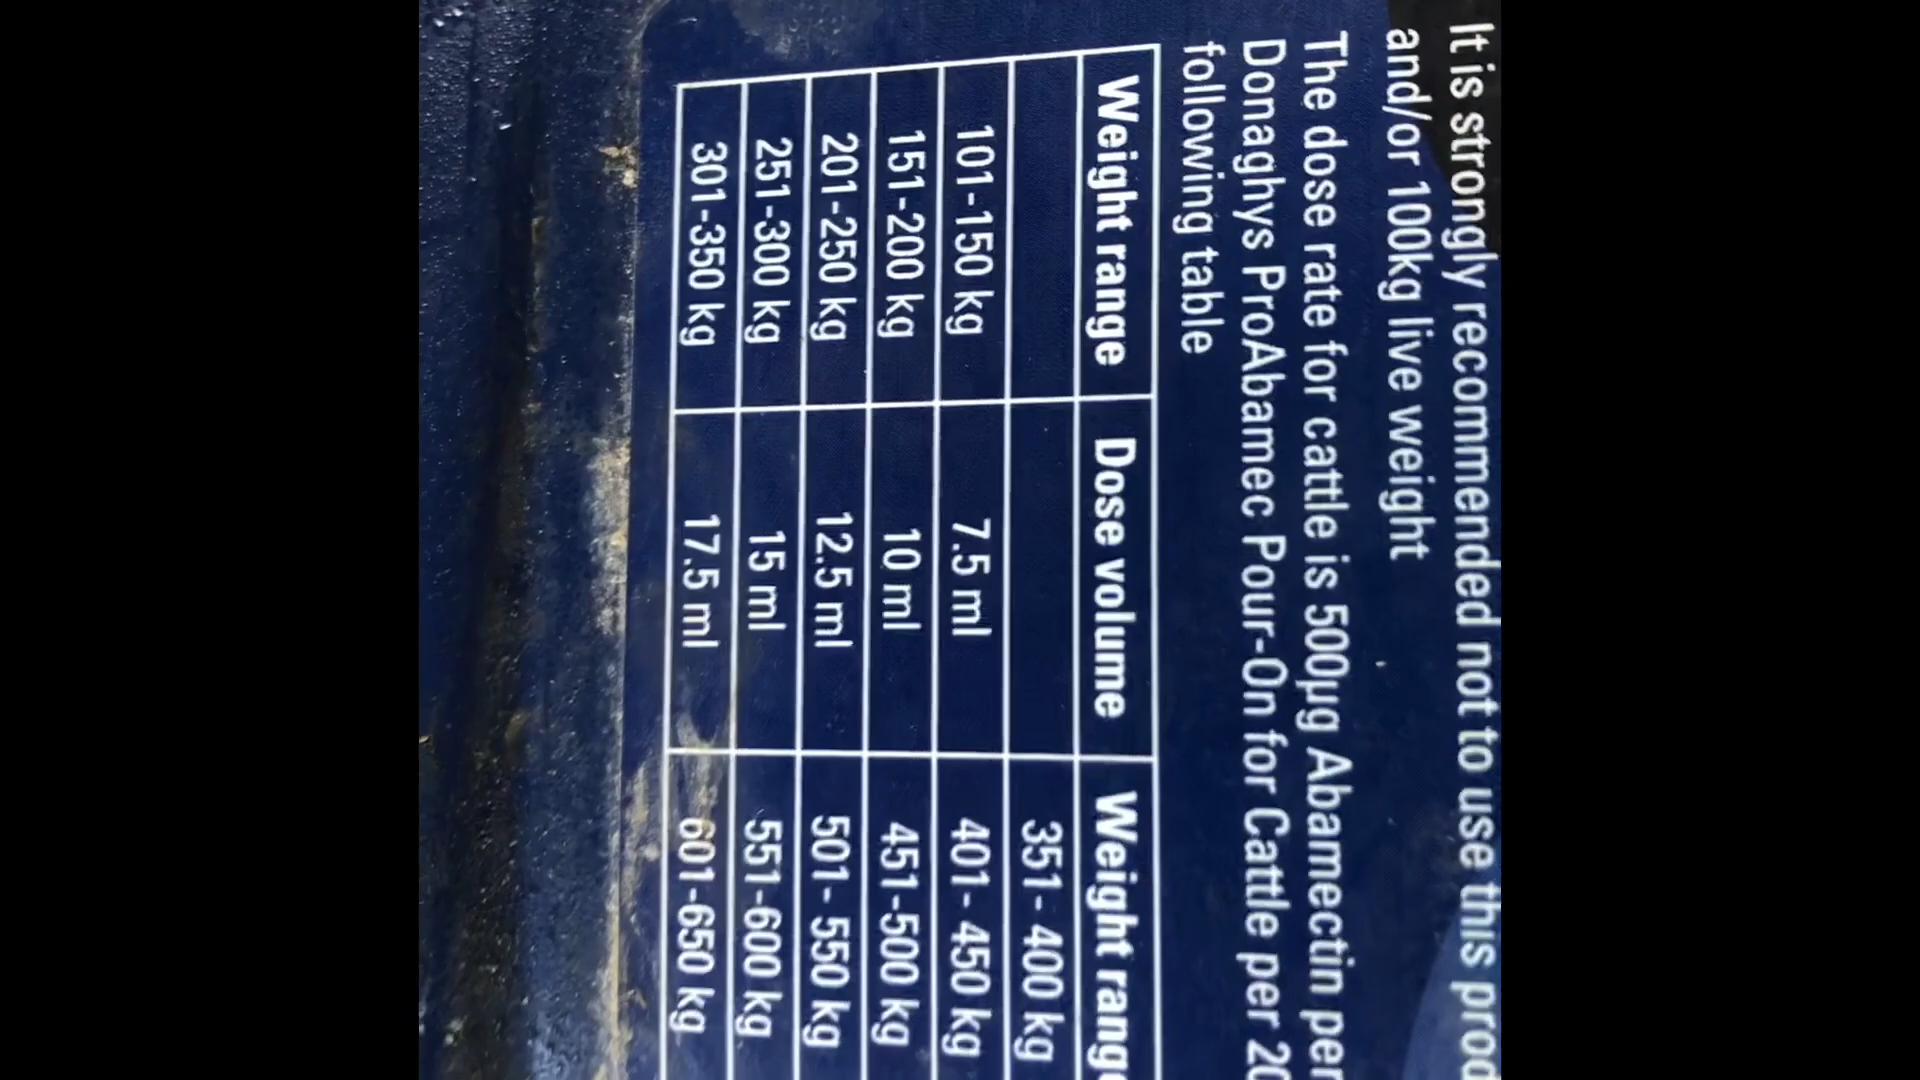 It is strongly recommended not to use this
and/or 100kg live weight
The dose rate for cattle is 500µg Abamectin per
Donaghys ProAbamec Pour-On for Cattle per
following table
Weight range Dose volume Weight
351- 400 kg
101-150 kg 7.5 ml 401- 450 kg
151-200 kg 10 ml 451-500 kg
201-250 kg 12.5 ml 501- 550 kg
251-300 kg 15 ml 551-600 kg
301-350 kg 17.5 ml 601-650 kg